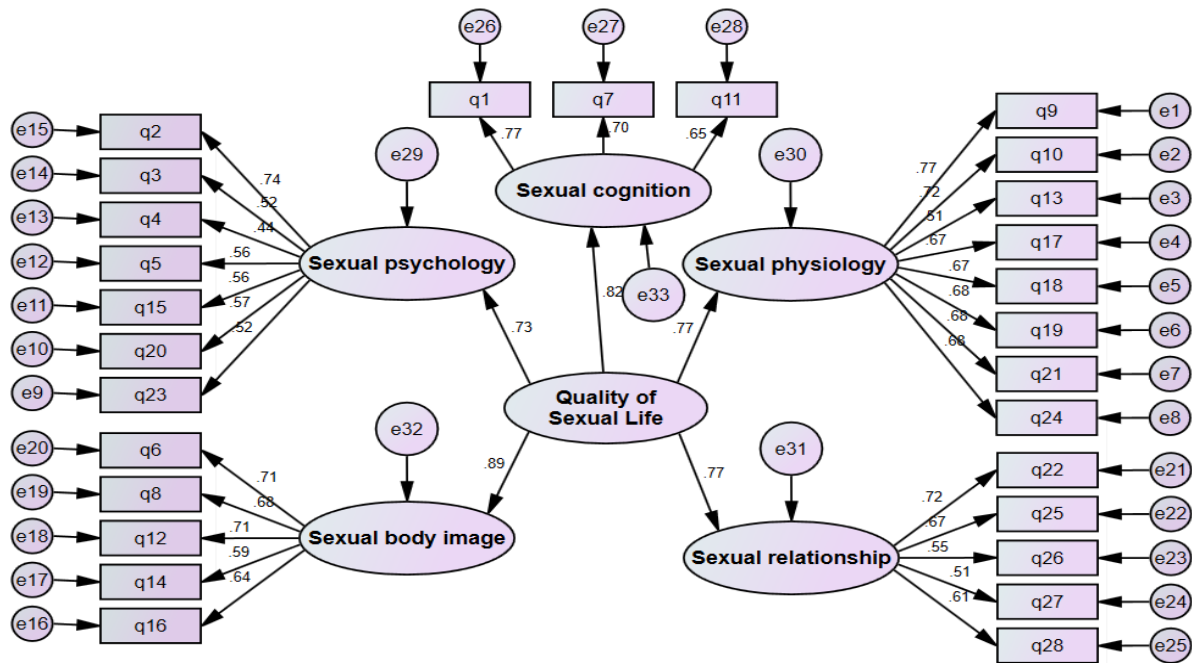 e26
e27
e28
q1
q7
q11
.77
.70
.65
Sexual cognition
e33
.82
e15
q2
e14
q3
e13
q4
e12
q5
e11
q15
e10
q20
e9
q23
.74
.52
.44
.56
.56
.57
.52
e29
Sexual psychology
.73
e30
Sexual physiology
.77
.77
.72
.51
.67
.67
.68
.68
.68
q9
e1
q10
e2
q13
e3
q17
e4
q18
e5
q19
e6
q21
e7
q24
e8
Quality of
Sexual Life
e20
q6
e19
q8
e18
q12
e17
q14
e16
q16
.71
.68
.71
.59
.64
e32
Sexual body image
.89
e31
Sexual relationship
.77
.72
.67
.55
.51
.61
q22
e21
q25
e22
q26
e23
q27
e24
q28
e25